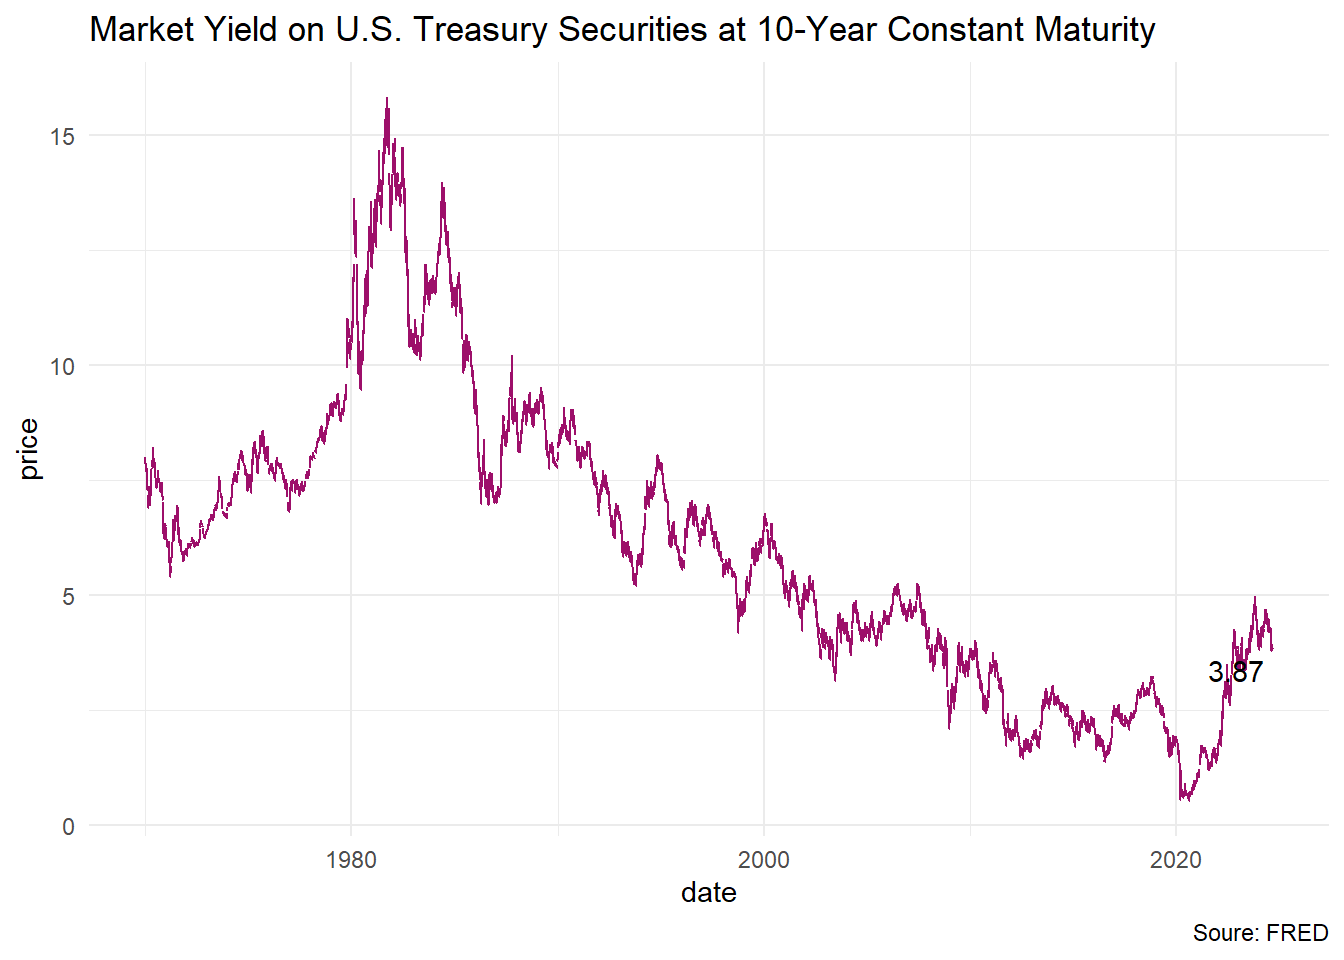 Market Yield on U.S. Treasury Securities at 10-Year Constant Maturity
15
10
5
0
price
3.87
1980
2000
2020
date
Soure: FRED